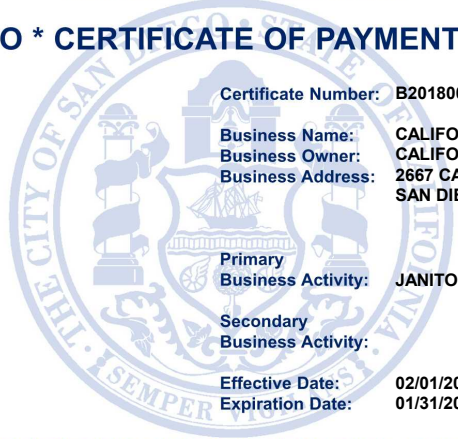 O * CERTIFICATE OF PAYMENT
THE CITY OF SAN DIEGO • STATE OF CALIFORNIA •
Certificate Number: B20180
Business Name: CALIFO
Business Owner: CALIFO
Business Address: 2667 CA
SAN DIE
Primary
Business Activity: JANITO
Secondary
Business Activity:
Effective Date: 02/01/20
Expiration Date: 01/31/20
SEMPER VIGILANS